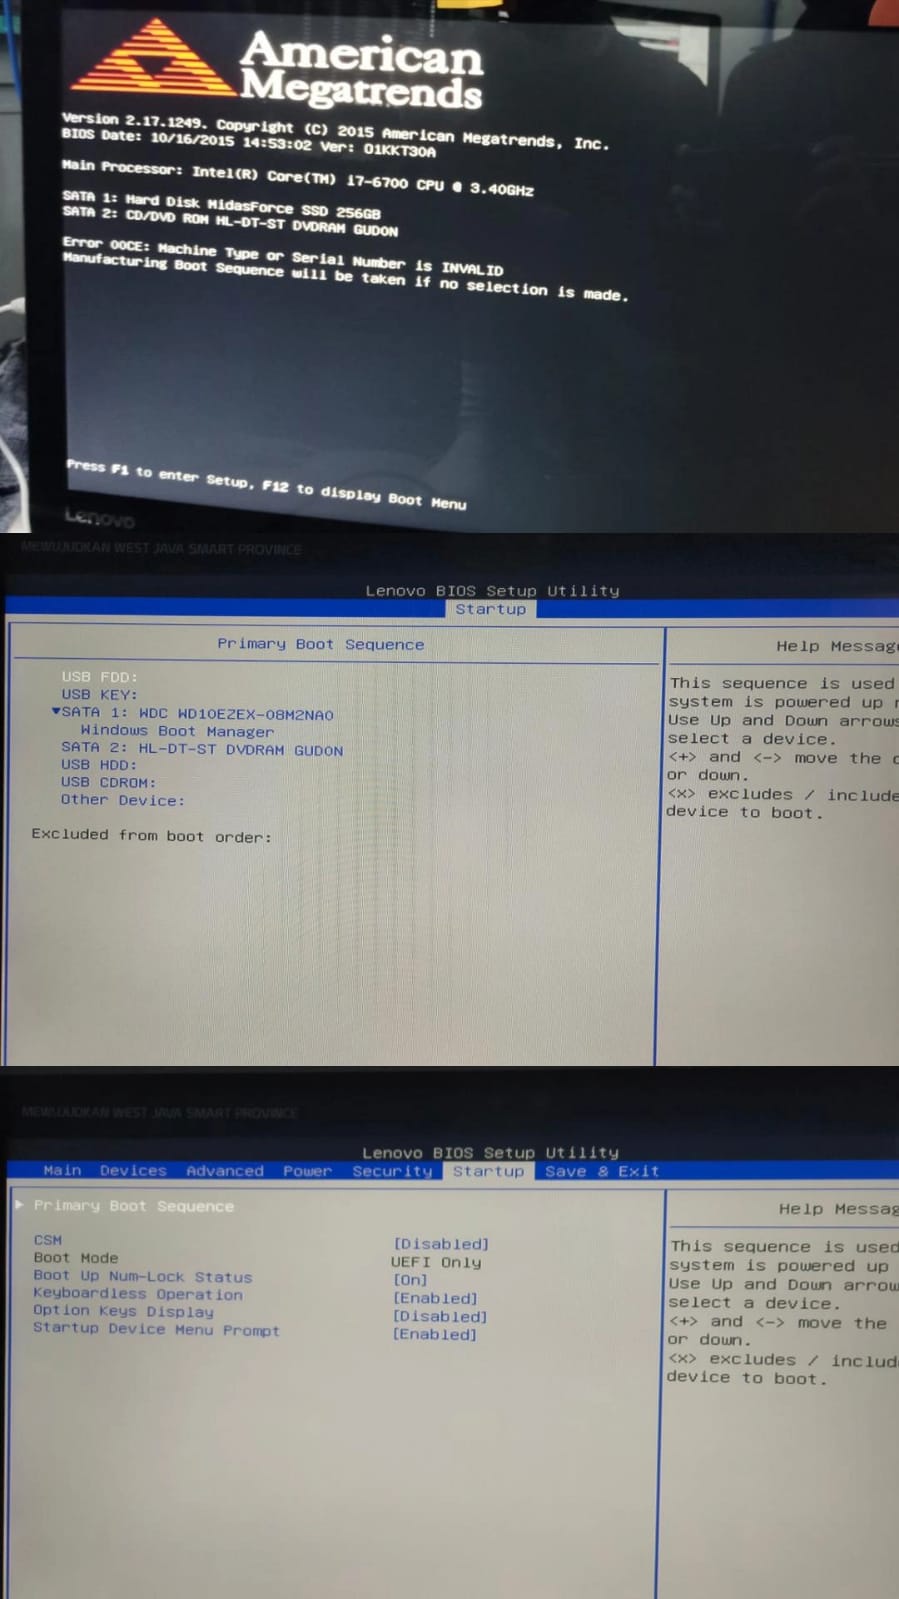 American
Megatrends
Version 2.17.1249. Copyright (C) 2015 American Megatrends, Inc.
BIOS Date: 10/16/2015 14:53:02 Ver: O1KKT30A
Main Processor: Intel(R) Core(TM) i7-6700 CPU @ 3.40GHz
SATA 1: Hard Disk MidasForce SSD 256GB
SATA 2: CD/DVD ROM HL-DT-ST DVDRAM GUD0N
Error 00CE: Machine Type or Serial Number is INVALID
Manufacturing Boot Sequence will be taken if no selection is made.
Press F1 to enter Setup, F12 to display Boot Menu
Lenovo
MEWUJUDKAN WEST JAVA SMART PROVINCE
Lenovo BIOS Setup Utility
Startup
Primary Boot Sequence
Help Messag
USB FDD:
USB KEY:
▼SATA 1: WDC WD10EZEX-08M2NA0
Windows Boot Manager
SATA 2: HL-DT-ST DVDRAM GUD0N
USB HDD:
USB CDROM:
Other Device:
Excluded from boot order:
This sequence is used
system is powered up
Use Up and Down arrows
select a device.
<+> and <-> move the
or down.
<x> excludes / include
device to boot.
MEWUJUDKAN WEST JAVA SMART PROVINCE
Lenovo BIOS Setup Utility
Main Devices Advanced Power Security Startup Save & Exit
▶ Primary Boot Sequence
CSM [Disabled]
Boot Mode UEFI Only
Boot Up Num-Lock Status [On]
Keyboardless Operation [Enabled]
Option Keys Display [Disabled]
Startup Device Menu Prompt [Enabled]
Help Messag
This sequence is used
system is powered up
Use Up and Down arrow
select a device.
<+> and <-> move the
or down.
<x> excludes / includ
device to boot.